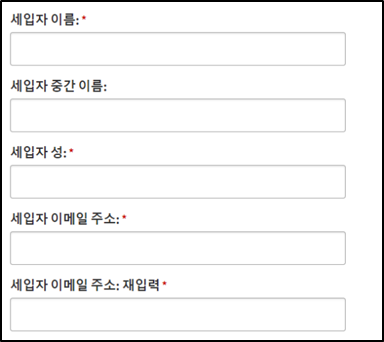 세입자 이름: *
세입자 중간 이름:
세입자 성: *
세입자 이메일 주소: *
세입자 이메일 주소: 재입력 *